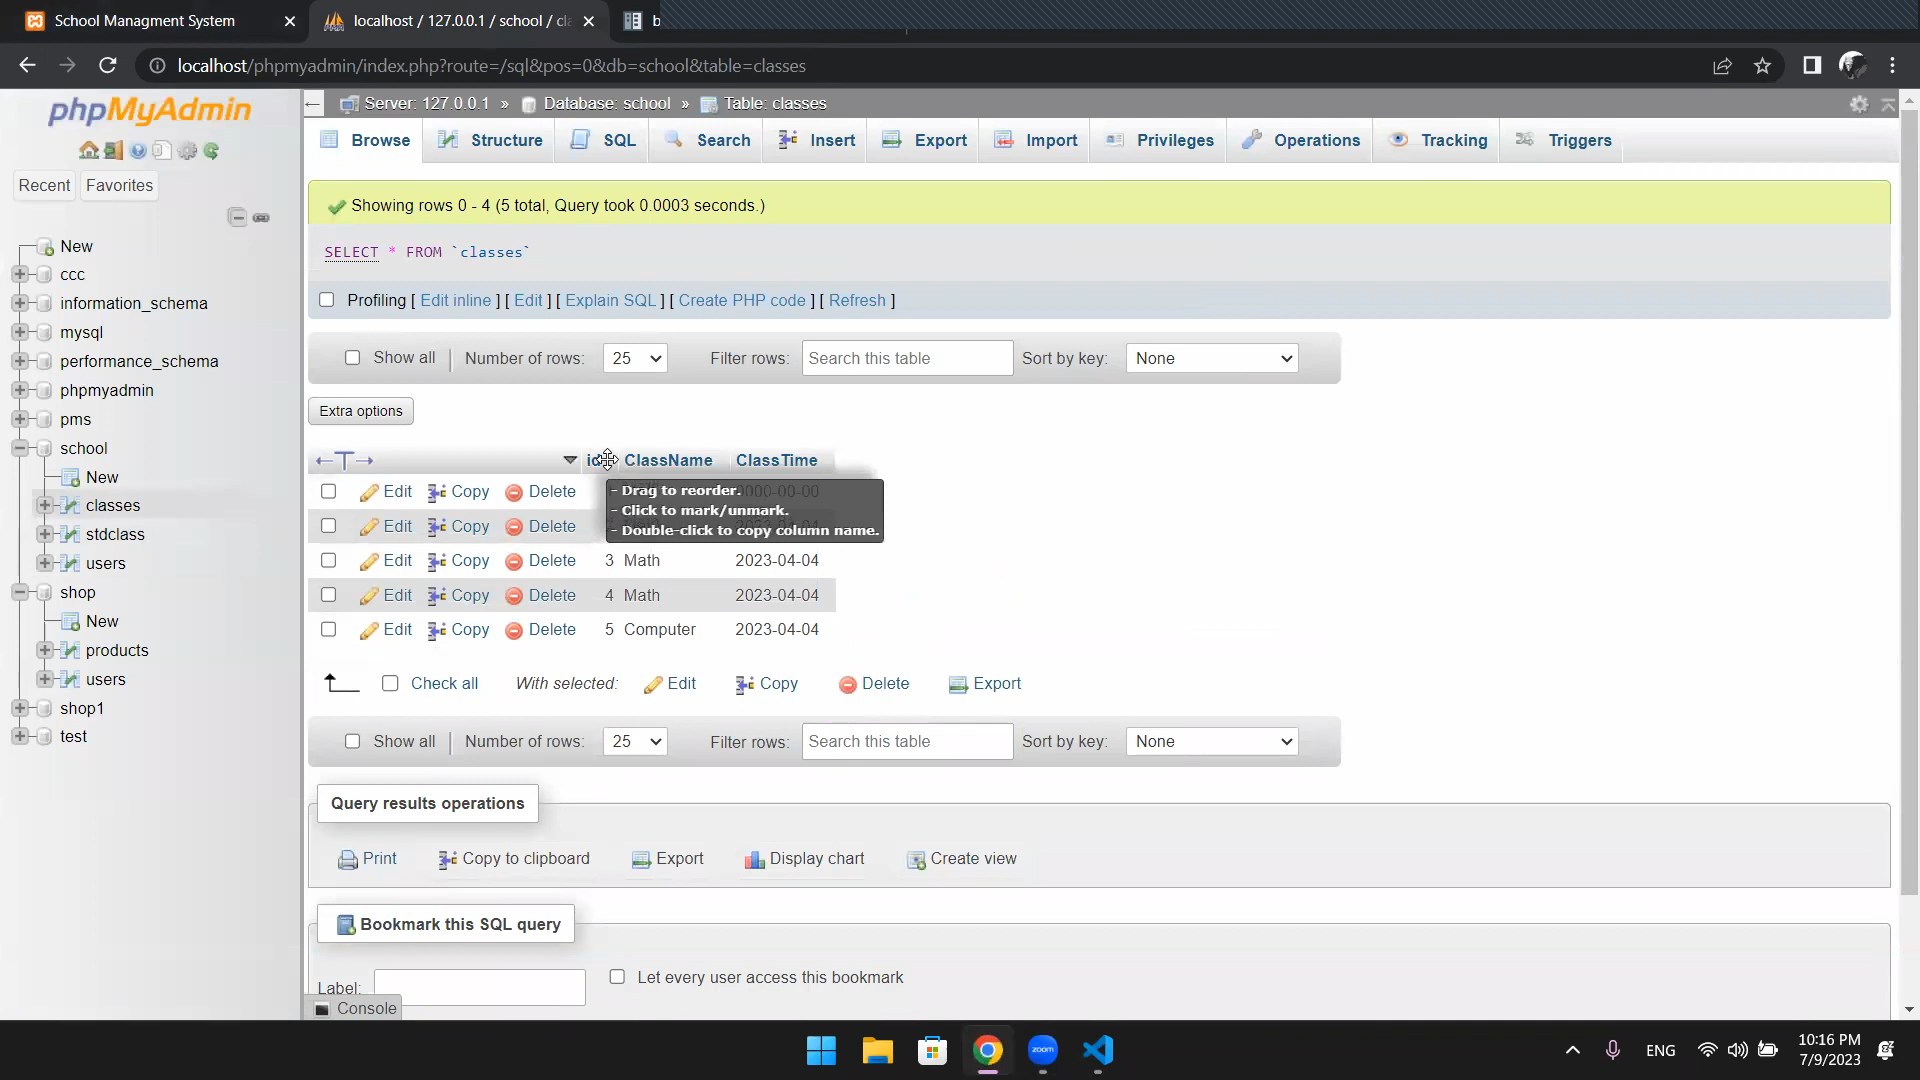 School Managment System
localhost / 127.0.0.1 / school / cla
b
localhost/phpmyadmin/index.php?route=/sql&pos=0&db=school&table=classes
phpMyAdmin
Recent
Favorites
New
ccc
information_schema
mysql
performance_schema
phpmyadmin
pms
school
New
classes
stdclass
users
shop
New
products
users
shop1
test
Server: 127.0.0.1 » Database: school » Table: classes
Browse
Structure
SQL
Search
Insert
Export
Import
Privileges
Operations
Tracking
Triggers
Showing rows 0 - 4 (5 total, Query took 0.0003 seconds.)
SELECT * FROM `classes`
Profiling [ Edit inline ] [ Edit ] [ Explain SQL ] [ Create PHP code ] [ Refresh ]
Show all Number of rows: 25 Filter rows: Search this table Sort by key: None
Extra options
←T→ id ClassName ClassTime
Edit Copy Delete 0000-00-00
Edit Copy Delete
- Drag to reorder.
- Click to mark/unmark.
- Double-click to copy column name.
Edit Copy Delete 3 Math 2023-04-04
Edit Copy Delete 4 Math 2023-04-04
Edit Copy Delete 5 Computer 2023-04-04
Check all With selected: Edit Copy Delete Export
Show all Number of rows: 25 Filter rows: Search this table Sort by key: None
Query results operations
Print Copy to clipboard Export Display chart Create view
Bookmark this SQL query
Label:
Let every user access this bookmark
Console
zoom
ENG
10:16 PM
7/9/2023